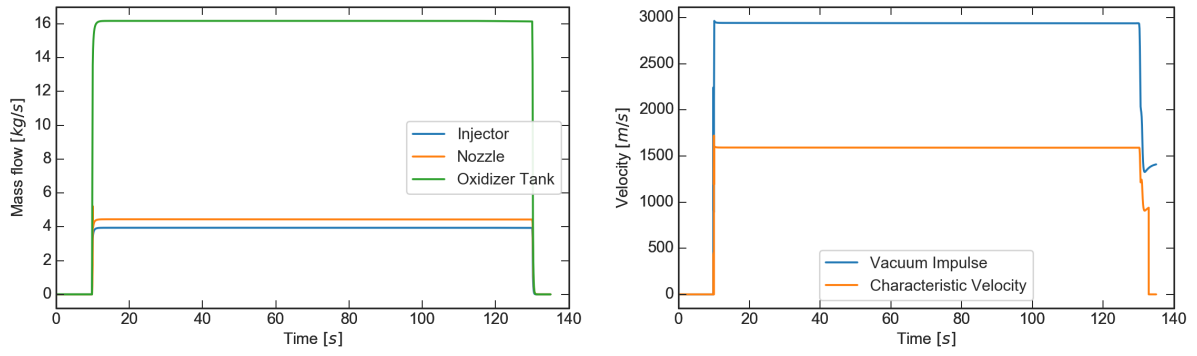 16
14
12
10
8
6
4
2
0
Mass flow [kg/s]
Injector
Nozzle
Oxidizer Tank
0 20 40 60 80 100 120 140
Time [s]
3000
2500
2000
1500
1000
500
0
Velocity [m/s]
Vacuum Impulse
Characteristic Velocity
0 20 40 60 80 100 120 140
Time [s]